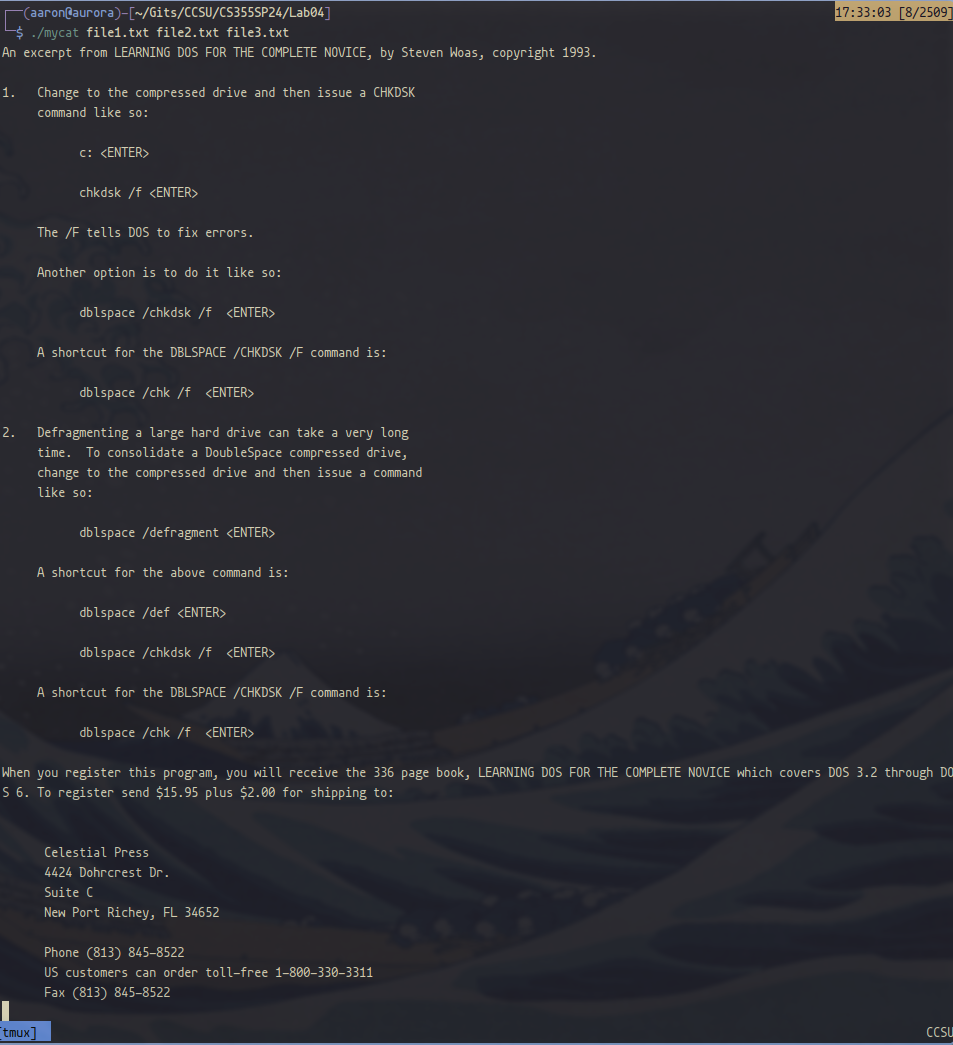 ┌──(aaron@aurora)-[~/Gits/CCSU/CS355SP24/Lab04] 17:33:03 [8/2509]
└─$ ./mycat file1.txt file2.txt file3.txt
An excerpt from LEARNING DOS FOR THE COMPLETE NOVICE, by Steven Woas, copyright 1993.
1.   Change to the compressed drive and then issue a CHKDSK
     command like so:
           c: <ENTER>
           chkdsk /f <ENTER>
     The /F tells DOS to fix errors.
     Another option is to do it like so:
           dblspace /chkdsk /f  <ENTER>
     A shortcut for the DBLSPACE /CHKDSK /F command is:
           dblspace /chk /f  <ENTER>
2.   Defragmenting a large hard drive can take a very long
     time.  To consolidate a DoubleSpace compressed drive,
     change to the compressed drive and then issue a command
     like so:
           dblspace /defragment <ENTER>
     A shortcut for the above command is:
           dblspace /def <ENTER>
           dblspace /chkdsk /f  <ENTER>
     A shortcut for the DBLSPACE /CHKDSK /F command is:
           dblspace /chk /f  <ENTER>
When you register this program, you will receive the 336 page book, LEARNING DOS FOR THE COMPLETE NOVICE which covers DOS 3.2 through DO
S 6. To register send $15.95 plus $2.00 for shipping to:
      Celestial Press
      4424 Dohrcrest Dr.
      Suite C
      New Port Richey, FL 34652
      Phone (813) 845-8522
      US customers can order toll-free 1-800-330-3311
      Fax (813) 845-8522
[tmux] CCSU